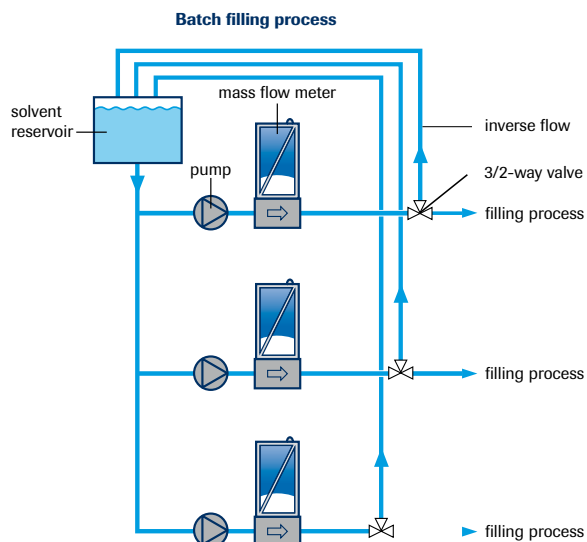 Batch filling process
solvent
reservoir
mass flow meter
inverse flow
pump
3/2-way valve
filling process
filling process
filling process